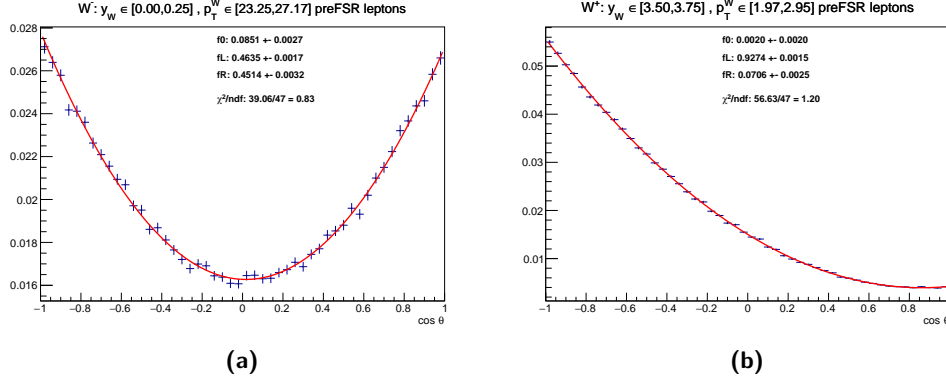 W⁻: y_W ∈ [0.00,0.25] , p_T^W ∈ [23.25,27.17] preFSR leptons
f0: 0.0851 +- 0.0027
fL: 0.4635 +- 0.0017
fR: 0.4514 +- 0.0032
χ²/ndf: 39.06/47 = 0.83
0.028
0.026
0.024
0.022
0.02
0.018
0.016
−1 −0.8 −0.6 −0.4 −0.2 0 0.2 0.4 0.6 0.8 1
cos θ
(a)
W⁺: y_W ∈ [3.50,3.75] , p_T^W ∈ [1.97,2.95] preFSR leptons
f0: 0.0020 +- 0.0020
fL: 0.9274 +- 0.0015
fR: 0.0706 +- 0.0025
χ²/ndf: 56.63/47 = 1.20
0.05
0.04
0.03
0.02
0.01
−1 −0.8 −0.6 −0.4 −0.2 0 0.2 0.4 0.6 0.8 1
cos θ
(b)